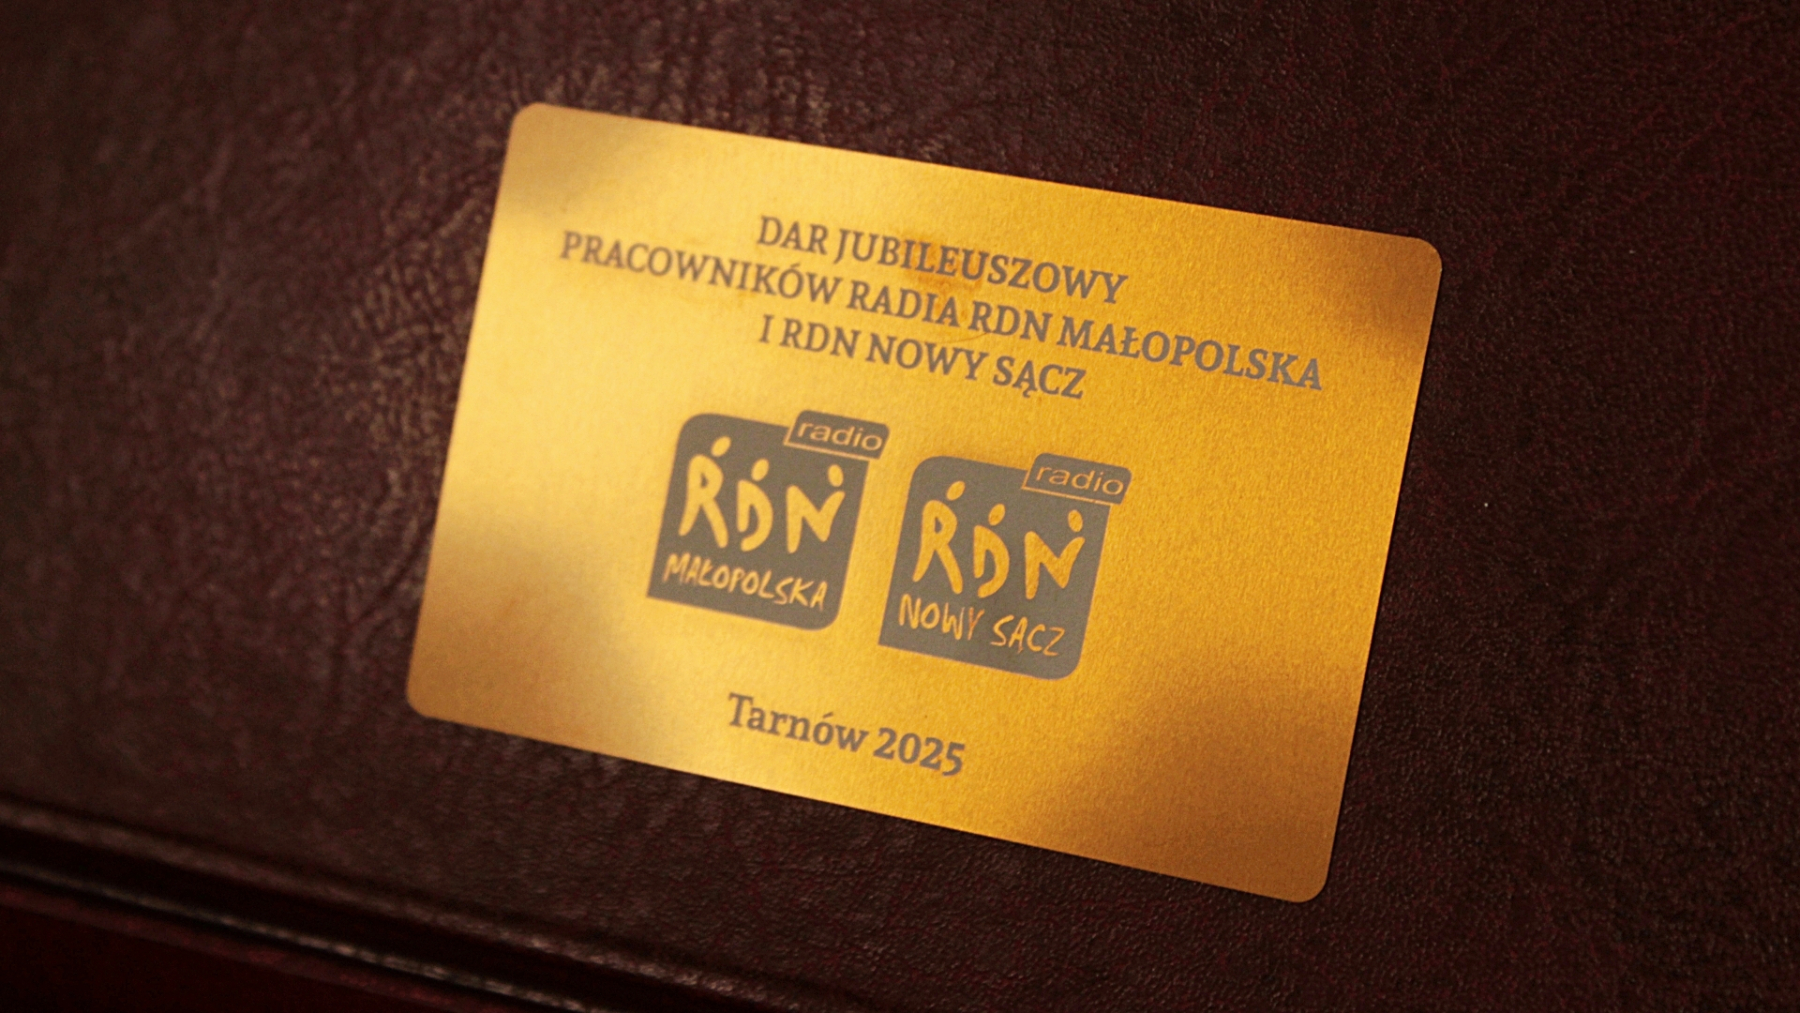 DAR JUBILEUSZOWY
PRACOWNIKÓW RADIA RDN MAŁOPOLSKA
I RDN NOWY SĄCZ
radio
RDN
MAŁOPOLSKA
radio
RDN
NOWY SĄCZ
Tarnów 2025